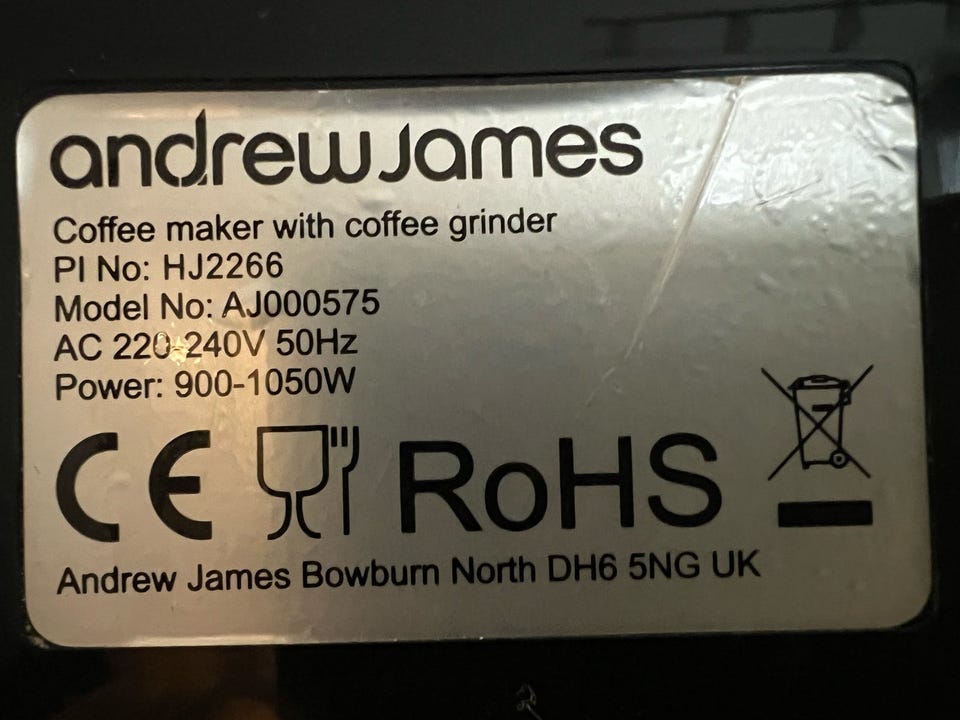 andrew james
Coffee maker with coffee grinder
PI No: HJ2266
Model No: AJ000575
AC 220-240V 50Hz
Power: 900-1050W
CE RoHS
Andrew James Bowburn North DH6 5NG UK